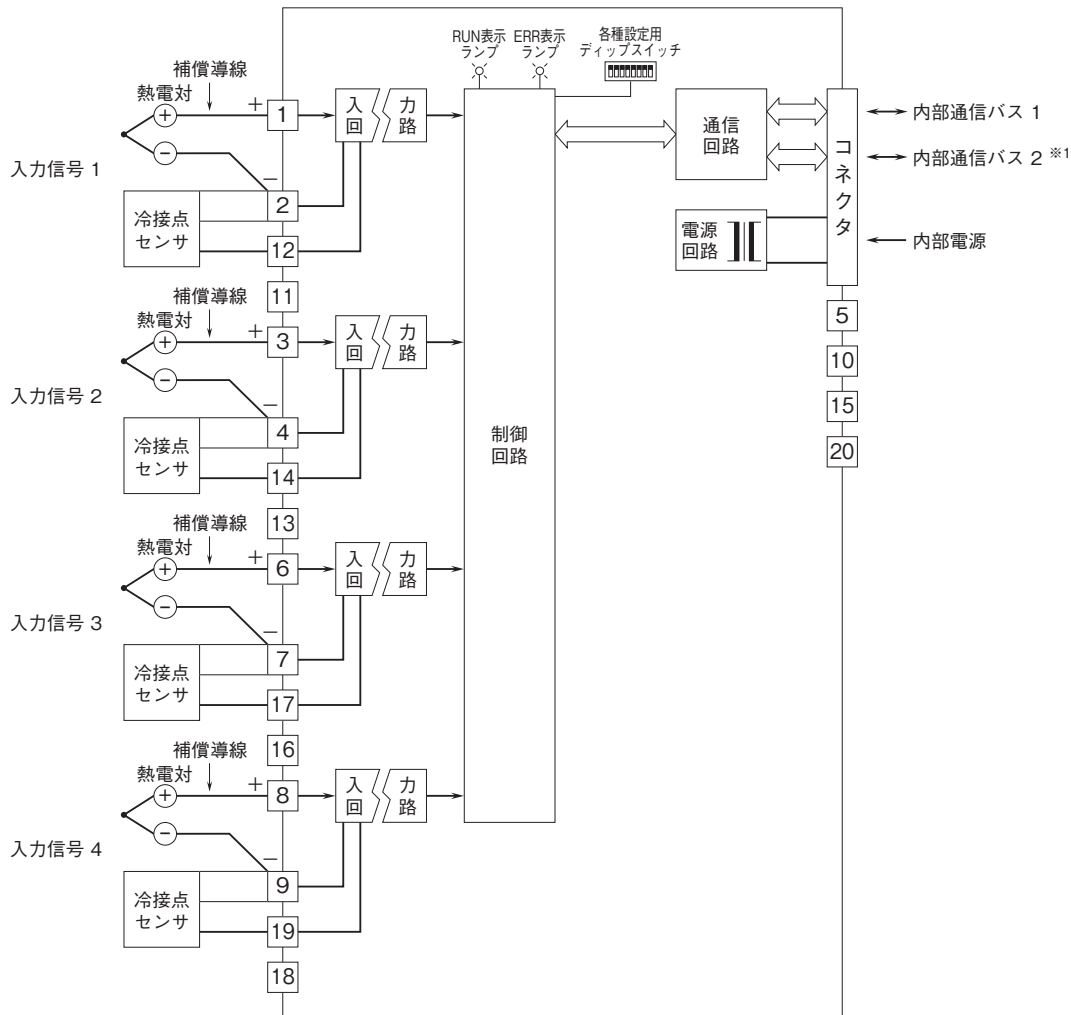 RUN表示
ランプ
ERR表示
ランプ
各種設定用
ディップスイッチ
補償導線
熱電対
+
+
−
−
1
入力信号 1
冷接点
センサ
2
12
入 力
回 路
11
補償導線
熱電対
+
+
−
−
3
入力信号 2
冷接点
センサ
4
14
入 力
回 路
13
補償導線
熱電対
+
+
−
−
6
入力信号 3
冷接点
センサ
7
17
入 力
回 路
16
補償導線
熱電対
+
+
−
−
8
入力信号 4
冷接点
センサ
9
19
入 力
回 路
18
制御
回路
通信
回路
電源
回路
コネクタ
内部通信バス 1
内部通信バス 2 ※1
内部電源
5
10
15
20